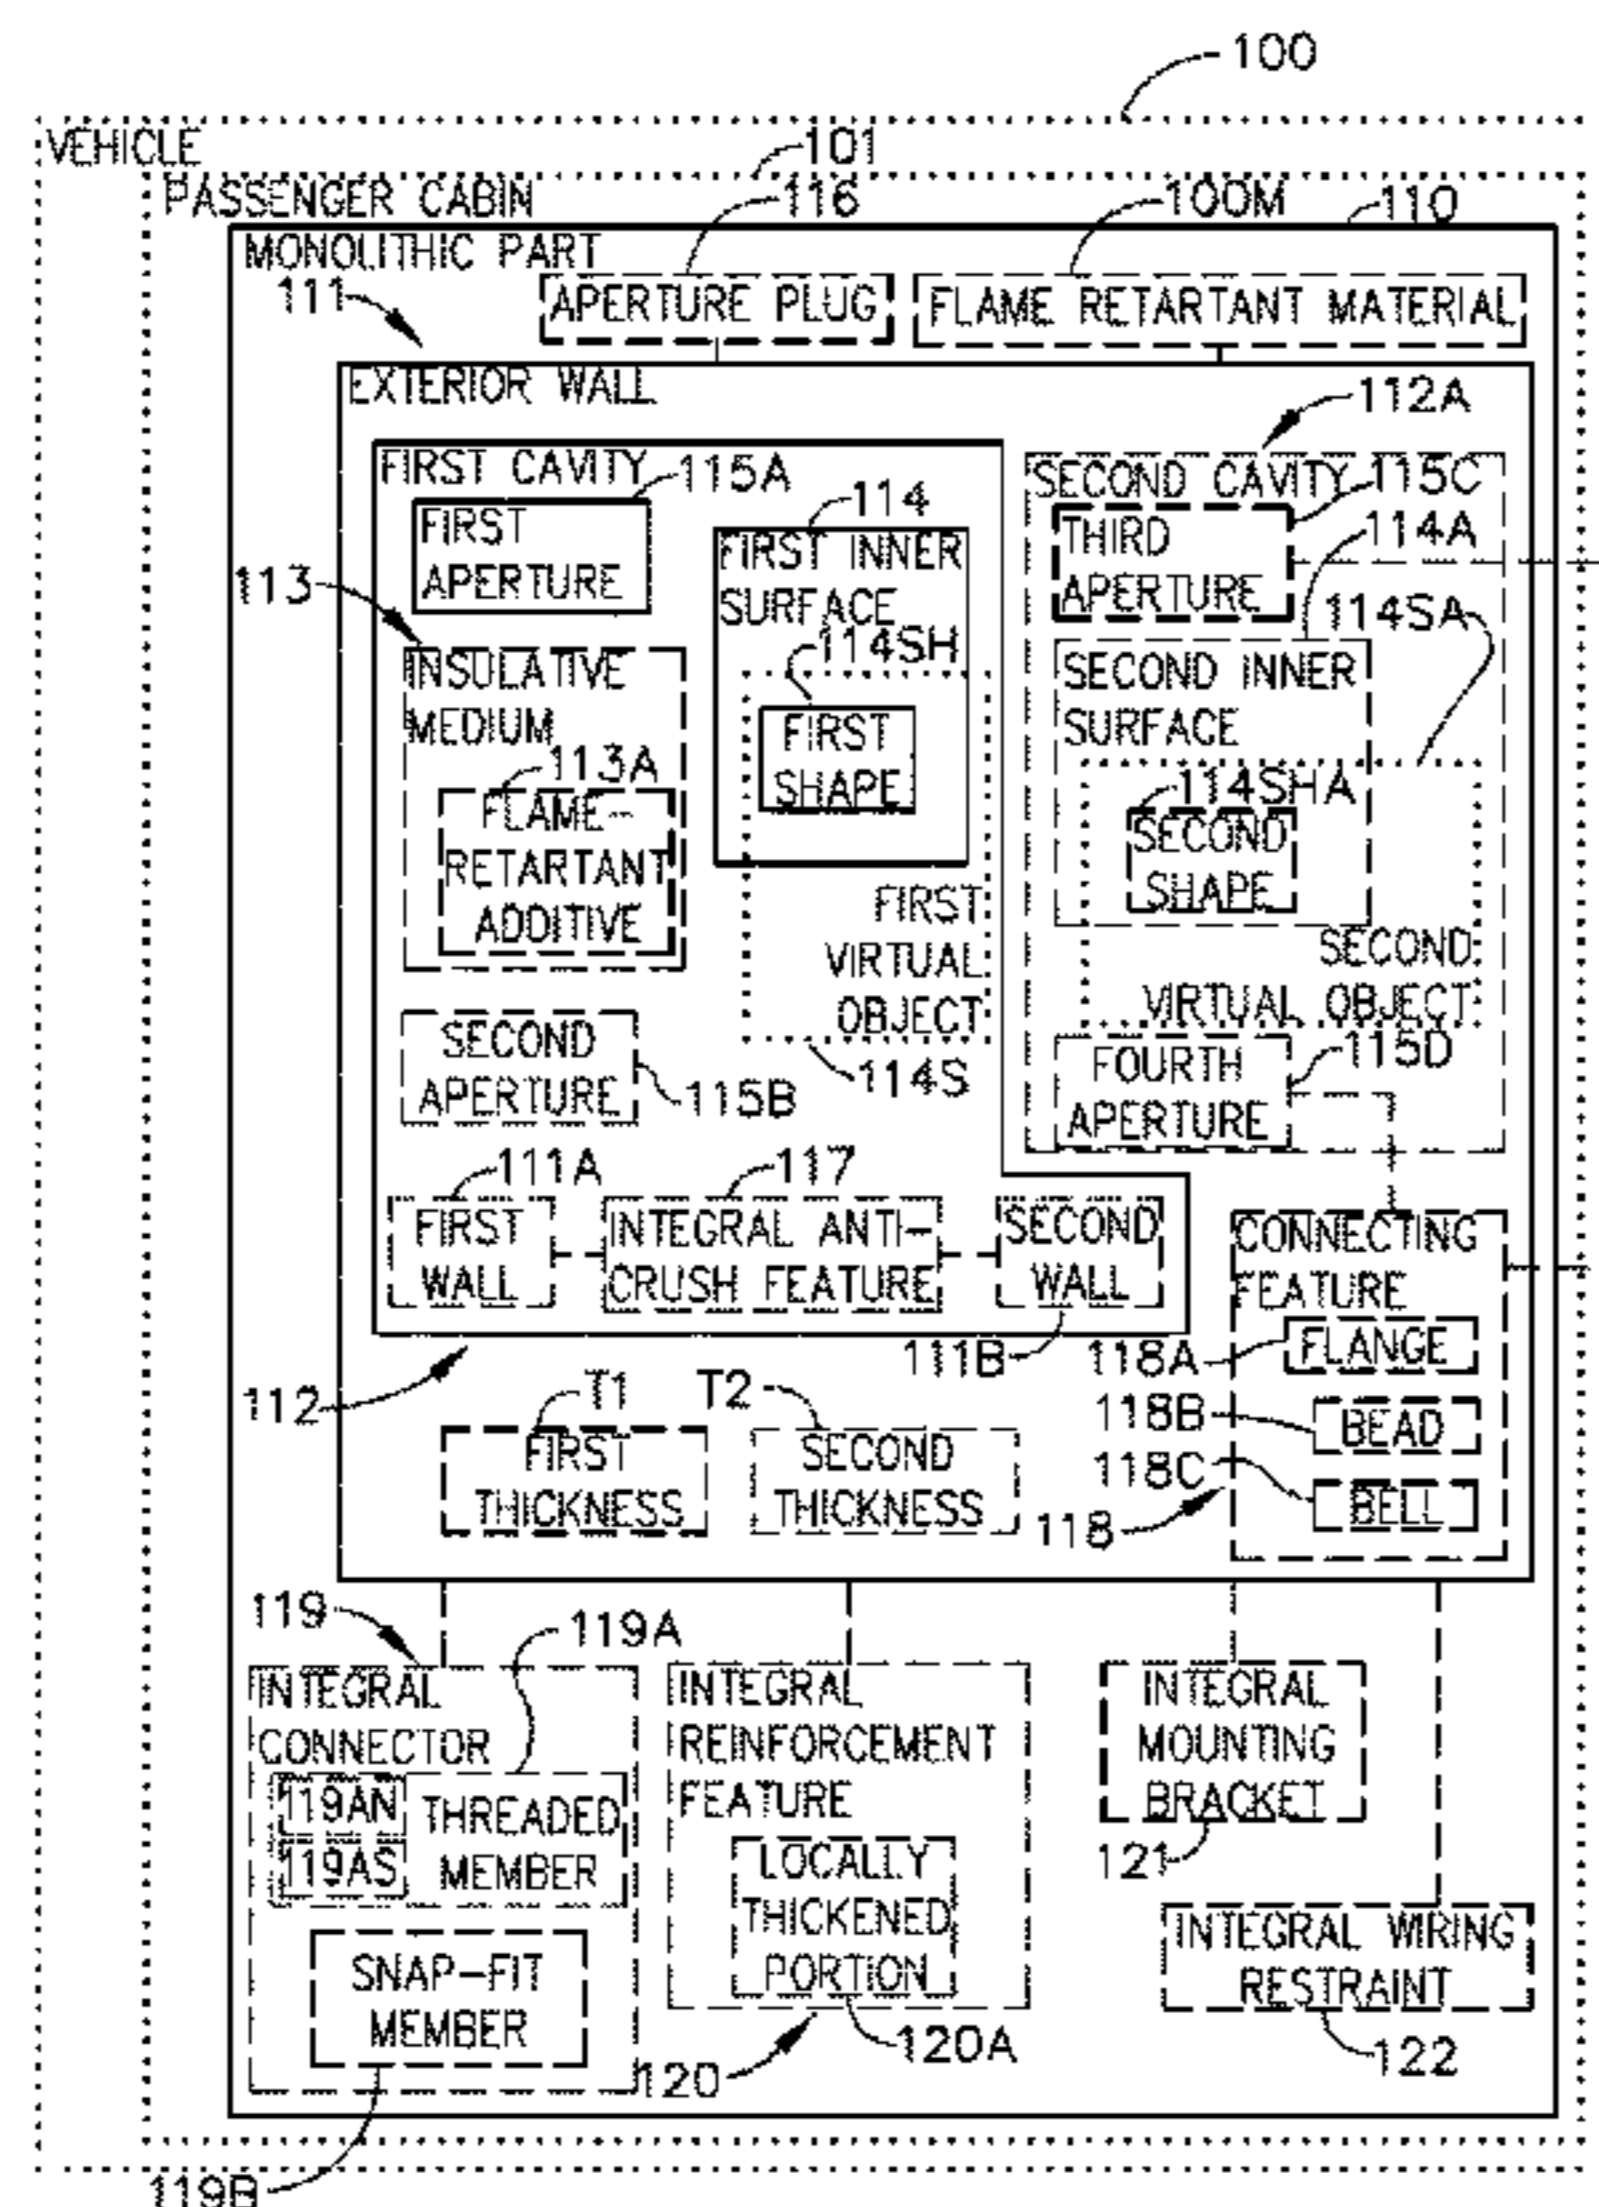 100
VEHICLE
101
PASSENGER CABIN
116
100M
110
MONOLITHIC PART
111
APERTURE PLUG
FLAME RETARTANT MATERIAL
EXTERIOR WALL
112A
FIRST CAVITY
115A
FIRST
APERTURE
114
FIRST INNER
SURFACE
114SH
FIRST
SHAPE
FIRST
VIRTUAL
OBJECT
114S
113
INSULATIVE
MEDIUM
113A
FLAME-
RETARTANT
ADDITIVE
SECOND
APERTURE
115B
SECOND CAVITY
115C
THIRD
APERTURE
114A
114SA
SECOND INNER
SURFACE
114SHA
SECOND
SHAPE
SECOND
VIRTUAL OBJECT
FOURTH
APERTURE
115D
111A
FIRST
WALL
117
INTEGRAL ANTI-
CRUSH FEATURE
SECOND
WALL
111B
112
CONNECTING
FEATURE
118A
FLANGE
118B
BEAD
118C
BELL
118
T1
FIRST
THICKNESS
T2
SECOND
THICKNESS
119
119A
INTEGRAL
CONNECTOR
119AN
119AS
THREADED
MEMBER
SNAP-FIT
MEMBER
119B
INTEGRAL
REINFORCEMENT
FEATURE
LOCALLY
THICKENED
PORTION
120A
120
INTEGRAL
MOUNTING
BRACKET
121
INTEGRAL WIRING
RESTRAINT
122